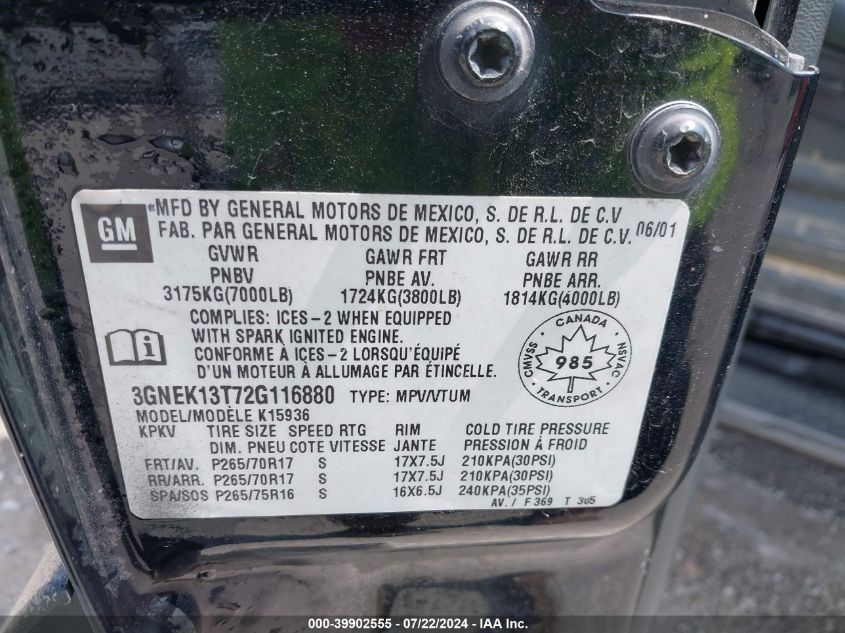 GM
®MFD BY GENERAL MOTORS DE MEXICO, S. DE R.L. DE C.V
FAB. PAR GENERAL MOTORS DE MEXICO, S. DE R.L. DE C.V. 06/01
GVWR GAWR FRT GAWR RR
PNBV PNBE AV. PNBE ARR.
3175KG(7000LB) 1724KG(3800LB) 1814KG(4000LB)
COMPLIES: ICES-2 WHEN EQUIPPED
WITH SPARK IGNITED ENGINE.
CONFORME À ICES-2 LORSQU'ÉQUIPÉ
D'UN MOTEUR A ALLUMAGE PAR ÉTINCELLE.
CANADA
CMVSS 985 NSVAC
TRANSPORT
3GNEK13T72G116880 TYPE: MPV/VTUM
MODEL/MODÈLE K15936
KPKV TIRE SIZE SPEED RTG RIM COLD TIRE PRESSURE
DIM. PNEU COTE VITESSE JANTE PRESSION À FROID
FRT/AV. P265/70R17 S 17X7.5J 210KPA(30PSI)
RR/ARR. P265/70R17 S 17X7.5J 210KPA(30PSI)
SPA/SOS P265/75R16 S 16X6.5J 240KPA(35PSI)
AV. / F 369 T 305
000-39902555 - 07/22/2024 - IAA Inc.